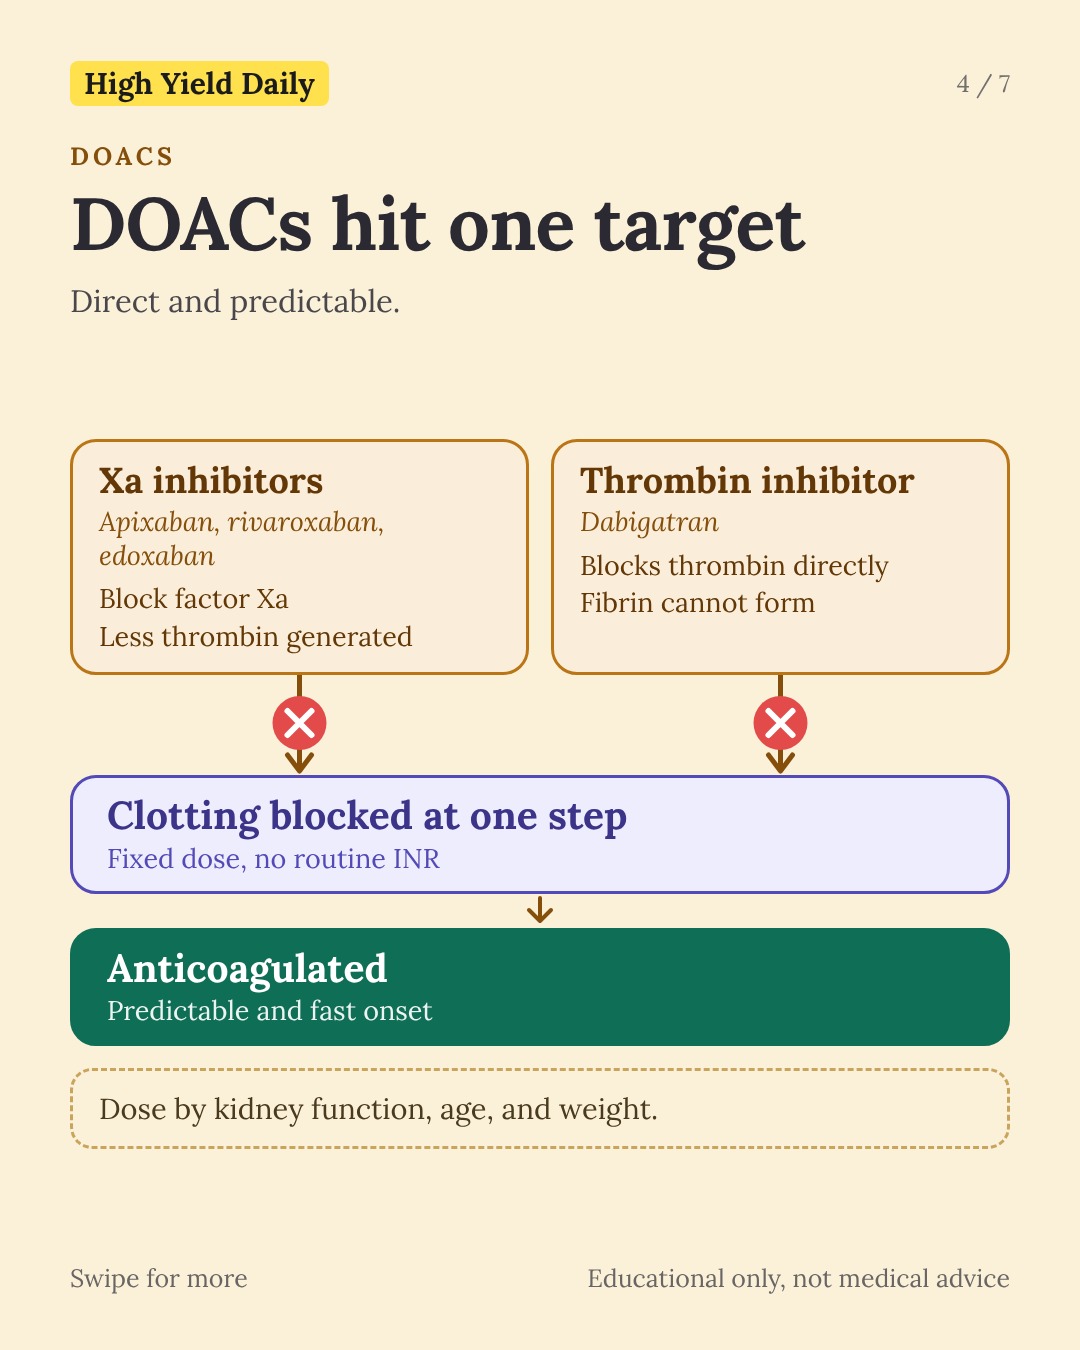 High Yield Daily
4 / 7
DOACS
DOACs hit one target
Direct and predictable.
Xa inhibitors
Apixaban, rivaroxaban,
edoxaban
Block factor Xa
Less thrombin generated
Thrombin inhibitor
Dabigatran
Blocks thrombin directly
Fibrin cannot form
Clotting blocked at one step
Fixed dose, no routine INR
Anticoagulated
Predictable and fast onset
Dose by kidney function, age, and weight.
Swipe for more
Educational only, not medical advice